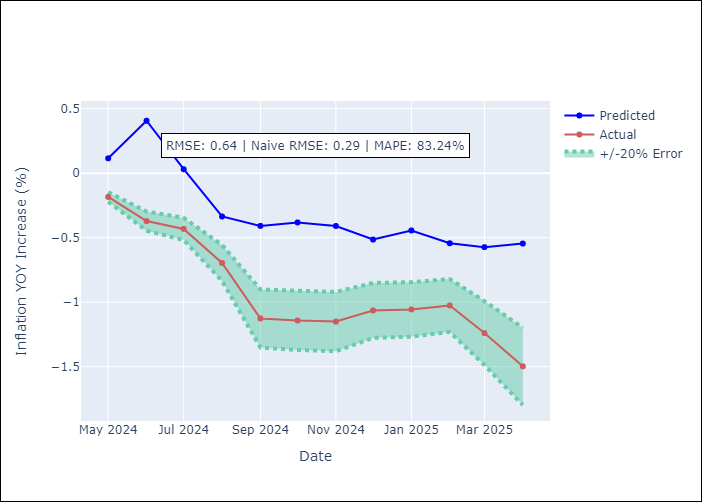 Predicted
Actual
+/-20% Error
RMSE: 0.64 | Naive RMSE: 0.29 | MAPE: 83.24%
Inflation YOY Increase (%)
0.5
0
−0.5
−1
−1.5
May 2024
Jul 2024
Sep 2024
Nov 2024
Jan 2025
Mar 2025
Date